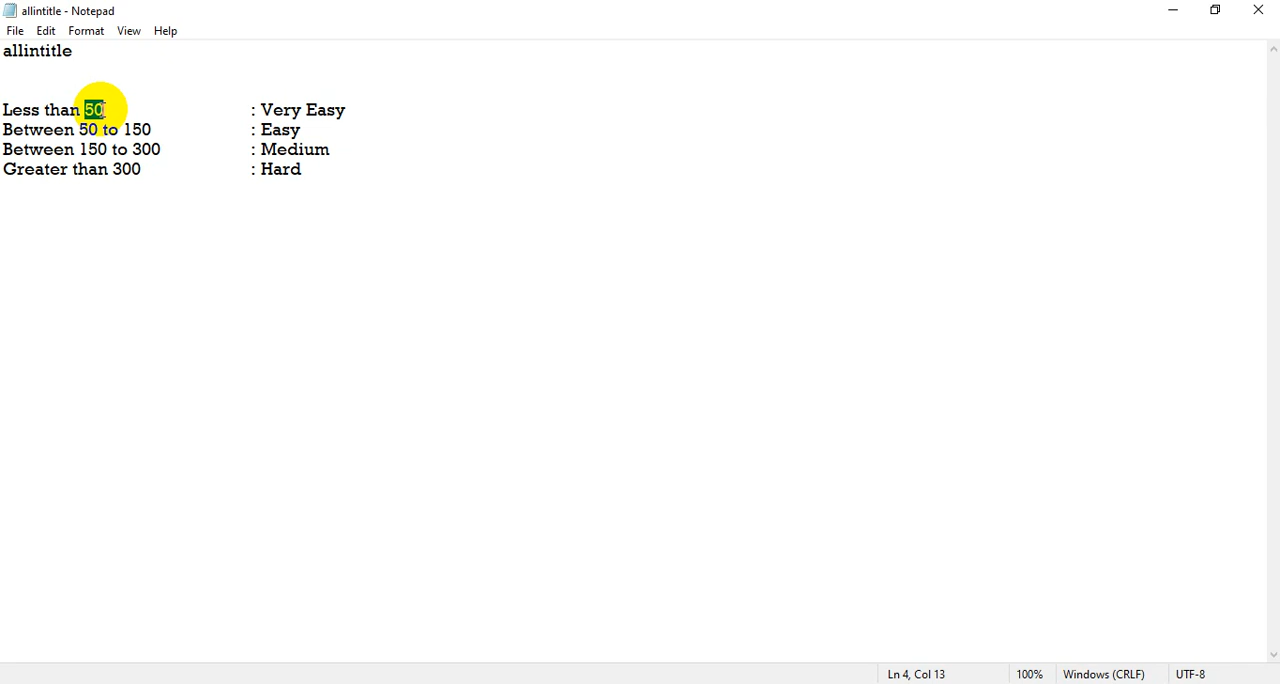 allintitle - Notepad
File Edit Format View Help
allintitle
Less than 50 : Very Easy
Between 50 to 150 : Easy
Between 150 to 300 : Medium
Greater than 300 : Hard
Ln 4, Col 13 100% Windows (CRLF) UTF-8